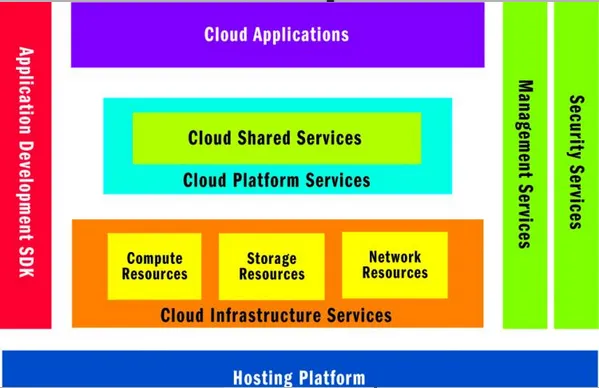 Cloud Applications
Application Development SDK
Management Services
Security Services
Cloud Shared Services
Cloud Platform Services
Compute
Resources
Storage
Resources
Network
Resources
Cloud Infrastructure Services
Hosting Platform